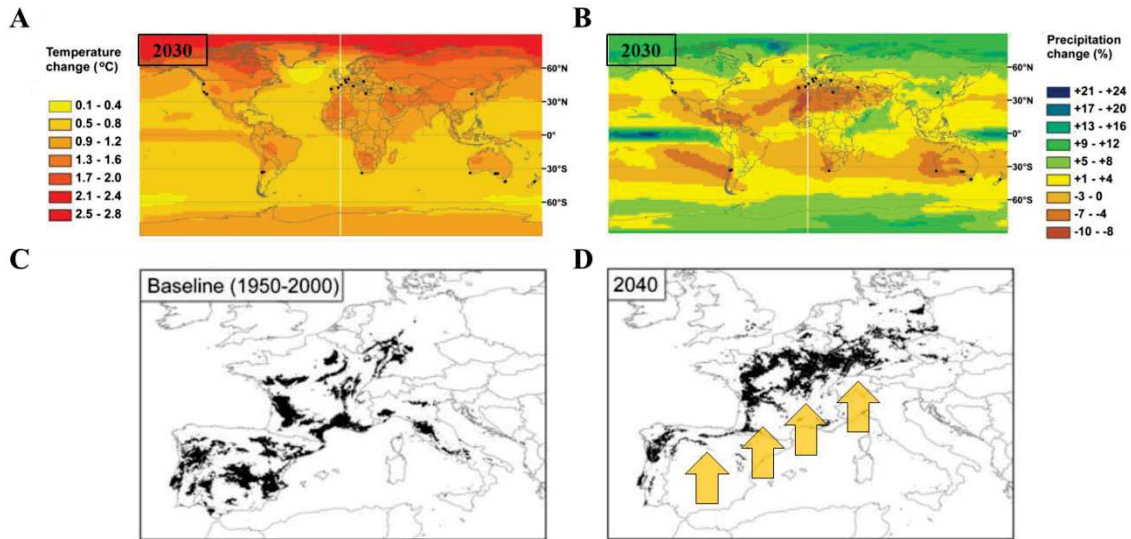 A
Temperature
change (°C)
0.1 - 0.4
0.5 - 0.8
0.9 - 1.2
1.3 - 1.6
1.7 - 2.0
2.1 - 2.4
2.5 - 2.8
2030
60°N
30°N
0°
30°S
60°S
B
2030
60°N
30°N
0°
30°S
60°S
Precipitation
change (%)
+21 - +24
+17 - +20
+13 - +16
+9 - +12
+5 - +8
+1 - +4
-3 - 0
-7 - -4
-10 - -8
C
Baseline (1950-2000)
D
2040